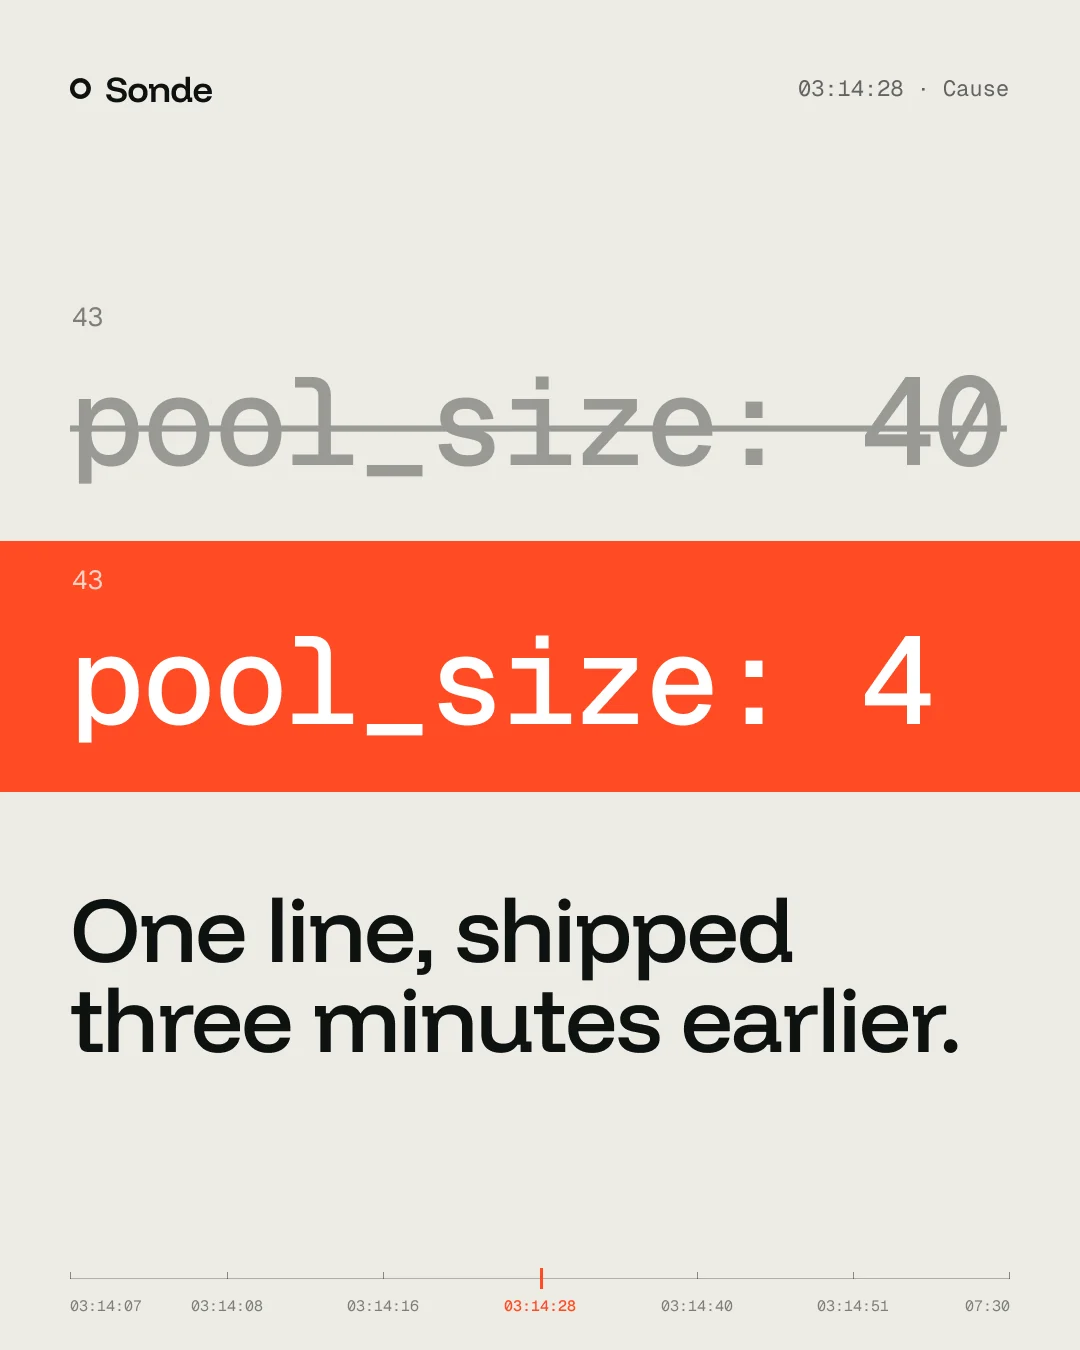 Sonde
03:14:28 · Cause
43
pool_size: 40
43
pool_size: 4
One line, shipped
three minutes earlier.
03:14:07 03:14:08 03:14:16 03:14:28 03:14:40 03:14:51 07:30